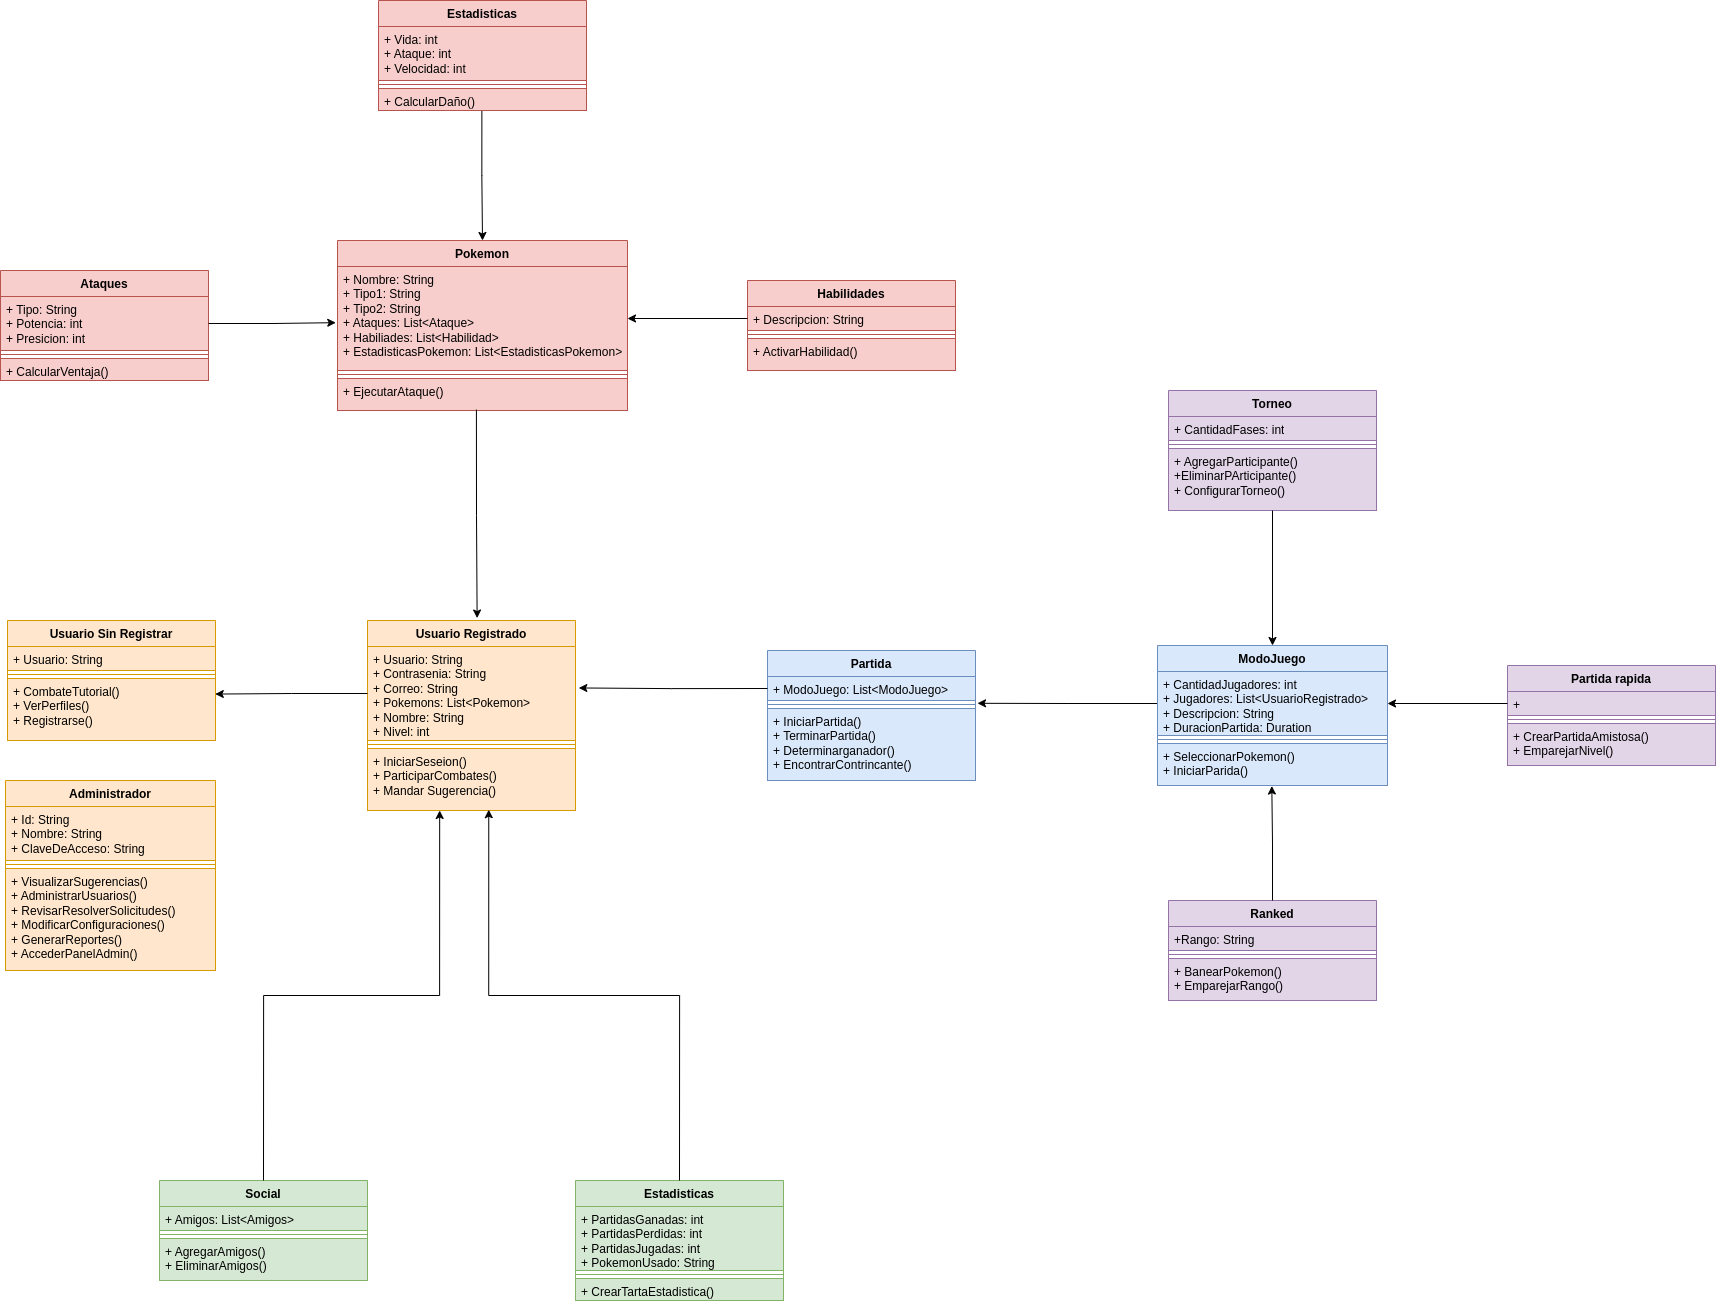 Estadisticas
+ Vida: int
+ Ataque: int
+ Velocidad: int
+ CalcularDaño()
Pokemon
+ Nombre: String
+ Tipo1: String
+ Tipo2: String
+ Ataques: List<Ataque>
+ Habiliades: List<Habilidad>
+ EstadisticasPokemon: List<EstadisticasPokemon>
+ EjecutarAtaque()
Ataques
+ Tipo: String
+ Potencia: int
+ Presicion: int
+ CalcularVentaja()
Habilidades
+ Descripcion: String
+ ActivarHabilidad()
Torneo
+ CantidadFases: int
+ AgregarParticipante()
+EliminarPArticipante()
+ ConfigurarTorneo()
Usuario Sin Registrar
+ Usuario: String
+ CombateTutorial()
+ VerPerfiles()
+ Registrarse()
Usuario Registrado
+ Usuario: String
+ Contrasenia: String
+ Correo: String
+ Pokemons: List<Pokemon>
+ Nombre: String
+ Nivel: int
+ IniciarSeseion()
+ ParticiparCombates()
+ Mandar Sugerencia()
Partida
+ ModoJuego: List<ModoJuego>
+ IniciarPartida()
+ TerminarPartida()
+ Determinarganador()
+ EncontrarContrincante()
ModoJuego
+ CantidadJugadores: int
+ Jugadores: List<UsuarioRegistrado>
+ Descripcion: String
+ DuracionPartida: Duration
+ SeleccionarPokemon()
+ IniciarParida()
Partida rapida
+
+ CrearPartidaAmistosa()
+ EmparejarNivel()
Administrador
+ Id: String
+ Nombre: String
+ ClaveDeAcceso: String
+ VisualizarSugerencias()
+ AdministrarUsuarios()
+ RevisarResolverSolicitudes()
+ ModificarConfiguraciones()
+ GenerarReportes()
+ AccederPanelAdmin()
Ranked
+Rango: String
+ BanearPokemon()
+ EmparejarRango()
Social
+ Amigos: List<Amigos>
+ AgregarAmigos()
+ EliminarAmigos()
Estadisticas
+ PartidasGanadas: int
+ PartidasPerdidas: int
+ PartidasJugadas: int
+ PokemonUsado: String
+ CrearTartaEstadistica()